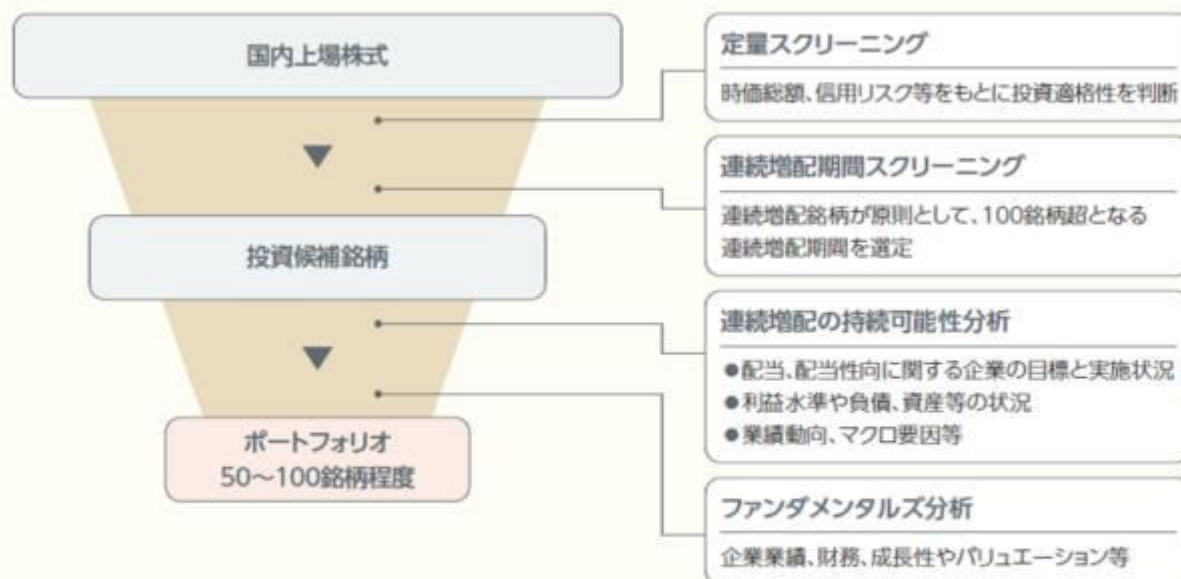 国内上場株式
定量スクリーニング
時価総額、信用リスク等をもとに投資適格性を判断
連続増配期間スクリーニング
連続増配銘柄が原則として、100銘柄超となる
連続増配期間を選定
投資候補銘柄
連続増配の持続可能性分析
●配当、配当性向に関する企業の目標と実施状況
●利益水準や負債、資産等の状況
●業績動向、マクロ要因等
ポートフォリオ
50〜100銘柄程度
ファンダメンタルズ分析
企業業績、財務、成長性やバリュエーション等